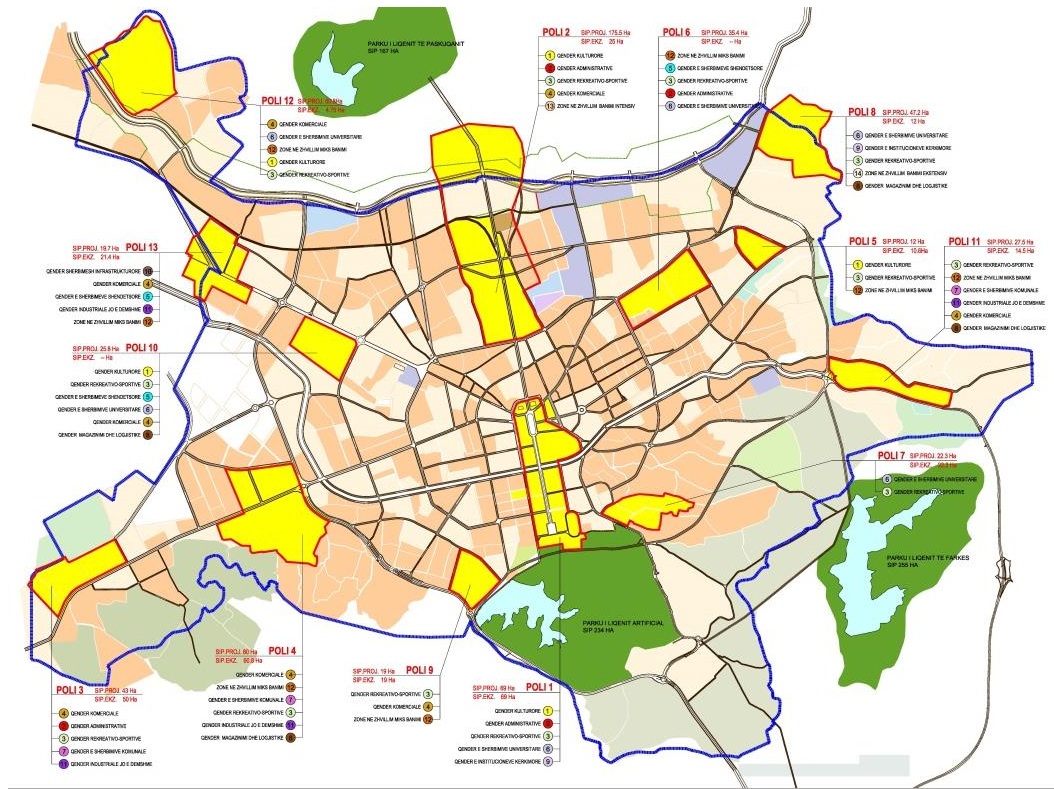 PARKU I LIQENIT TE PASKUQANIT
SIP 167 HA
POLI 2 SIP.PROJ. 175.5 Ha
SIP.EKZ. 25 Ha
1 QENDER KULTURORE
QENDER ADMINISTRATIVE
3 QENDER REKREATIVO-SPORTIVE
4 QENDER KOMERCIALE
13 ZONE NE ZHVILLIM BANIMI INTENSIV
POLI 6 SIP.PROJ. 35.4 Ha
SIP.EKZ. -- Ha
12 ZONE NE ZHVILLIM MIKS BANIMI
5 QENDER E SHERBIMEVE SHENDETSORE
3 QENDER REKREATIVO-SPORTIVE
QENDER ADMINISTRATIVE
6 QENDER E SHERBIMEVE UNIVERSITARE
POLI 12 SIP.PROJ.
SIP.EKZ.
4 QENDER KOMERCIALE
6 QENDER E SHERBIMVE UNIVERSITARE
12 ZONE NE ZHVILLIM MIKS BANIMI
1 QENDER KULTURORE
3 QENDER REKREATIVO-SPORTIVE
POLI 8 SIP.PROJ. 47.2 Ha
SIP.EKZ. 12 Ha
6 QENDER E SHERBIMVE UNIVERSITARE
9 QENDER E INSTITUCIONEVE KERKIMORE
3 QENDER REKREATIVO-SPORTIVE
14 ZONE NE ZHVILLIM BANIMI EKSTENSIV
8 QENDER MAGAZINIMI DHE LOGJISTIKE
SIP.PROJ. 19.7 Ha POLI 13
SIP.EKZ. 21.4 Ha
QENDER SHERBIMESH INFRASTRUKTURORE 10
QENDER KOMERCIALE 4
QENDER E SHERBIMEVE SHENDETSORE 5
QENDER INDUSTRIALE JO E DEMSHME 11
ZONE NE ZHVILLIM MIKS BANIMI 12
POLI 5 SIP.PROJ. 12 Ha
SIP.EKZ. 10.6Ha
1 QENDER KULTURORE
3 QENDER REKREATIVO-SPORTIVE
12 ZONE NE ZHVILLIM MIKS BANIMI
POLI 11 SIP.PROJ. 27.5 Ha
SIP.EKZ. 14.5 Ha
3 QENDER REKREATIVO-SPORTIVE
12 ZONE NE ZHVILLIM MIKS BANIMI
7 QENDER E SHERBIMEVE KOMUNALE
11 QENDER INDUSTRIALE JO E DEMSHME
4 QENDER KOMERCIALE
8 QENDER MAGAZINIMI DHE LOGJISTIKE
SIP.PROJ. 25.6 Ha POLI 10
SIP.EKZ. -- Ha
QENDER KULTURORE 1
QENDER REKREATIVO-SPORTIVE 3
QENDER E SHERBIMEVE SHENDETSORE 5
QENDER E SHERBIMVE UNIVERSITARE 6
QENDER KOMERCIALE 4
QENDER MAGAZINIMI DHE LOGJISTIKE 8
POLI 7 SIP.PROJ. 22.3 Ha
SIP.EKZ.
6 QENDER E SHERBIMVE UNIVERSITARE
3 QENDER REKREATIVO-SPORTIVE
PARKU I LIQENIT TE FARKES
SIP 255 HA
PARKU I LIQENIT ARTIFICIAL
SIP 234 HA
POLI 3 SIP.PROJ. 43 Ha
SIP.EKZ. 50 Ha
4 QENDER KOMERCIALE
QENDER ADMINISTRATIVE
3 QENDER REKREATIVO-SPORTIVE
7 QENDER E SHERBIMEVE KOMUNALE
11 QENDER INDUSTRIALE JO E DEMSHME
SIP.PROJ. 80 Ha POLI 4
SIP.EKZ. 60.8 Ha
QENDER KOMERCIALE 4
ZONE NE ZHVILLIM MIKS BANIMI 12
QENDER E SHERBIMEVE KOMUNALE 7
QENDER REKREATIVO-SPORTIVE 3
QENDER INDUSTRIALE JO E DEMSHME 11
QENDER MAGAZINIMI DHE LOGJISTIKE 8
SIP.PROJ. 19 Ha POLI 9
SIP.EKZ. 19 Ha
QENDER REKREATIVO-SPORTIVE 3
QENDER KOMERCIALE 4
ZONE NE ZHVILLIM MIKS BANIMI 12
SIP.PROJ. 69 Ha POLI 1
SIP.EKZ. 69 Ha
QENDER KULTURORE 1
QENDER ADMINISTRATIVE
QENDER REKREATIVO-SPORTIVE 3
QENDER E SHERBIMVE UNIVERSITARE 6
QENDER E INSTITUCIONEVE KERKIMORE 9